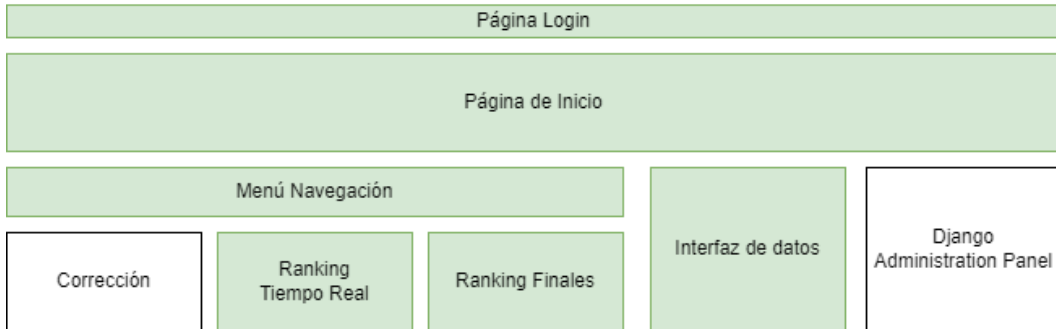 Página Login
Página de Inicio
Menú Navegación
Corrección
Ranking
Tiempo Real
Ranking Finales
Interfaz de datos
Django
Administration Panel